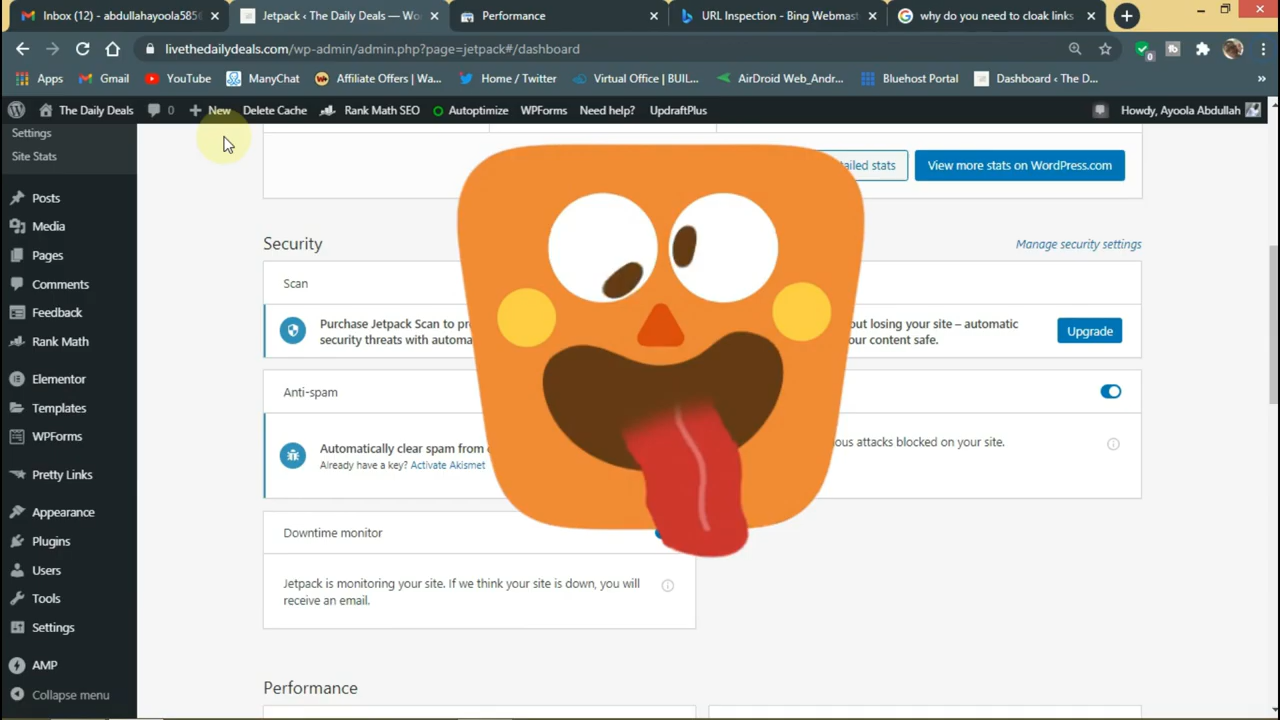 Inbox (12) - abdullahayoola585
Jetpack ‹ The Daily Deals — Wo
Performance
URL Inspection - Bing Webmast
why do you need to cloak links
livethedailydeals.com/wp-admin/admin.php?page=jetpack#/dashboard
0
Apps
Gmail
YouTube
ManyChat
Affiliate Offers | Wa...
Home / Twitter
Virtual Office | BUIL...
AirDroid Web_Andr...
Bluehost Portal
Dashboard ‹ The D...
»
The Daily Deals
0
New
Delete Cache
Rank Math SEO
Autoptimize
WPForms
Need help?
UpdraftPlus
Howdy, Ayoola Abdullah
Settings
Site Stats
Posts
Media
Pages
Comments
Feedback
Rank Math
Elementor
Templates
WPForms
Pretty Links
Appearance
Plugins
Users
Tools
Settings
AMP
Collapse menu
ailed stats
View more stats on WordPress.com
Security
Manage security settings
Scan
Purchase Jetpack Scan to pr
security threats with automa
out losing your site – automatic
our content safe.
Upgrade
Anti-spam
Automatically clear spam from
Already have a key? Activate Akismet
ous attacks blocked on your site.
Downtime monitor
Jetpack is monitoring your site. If we think your site is down, you will
receive an email.
Performance